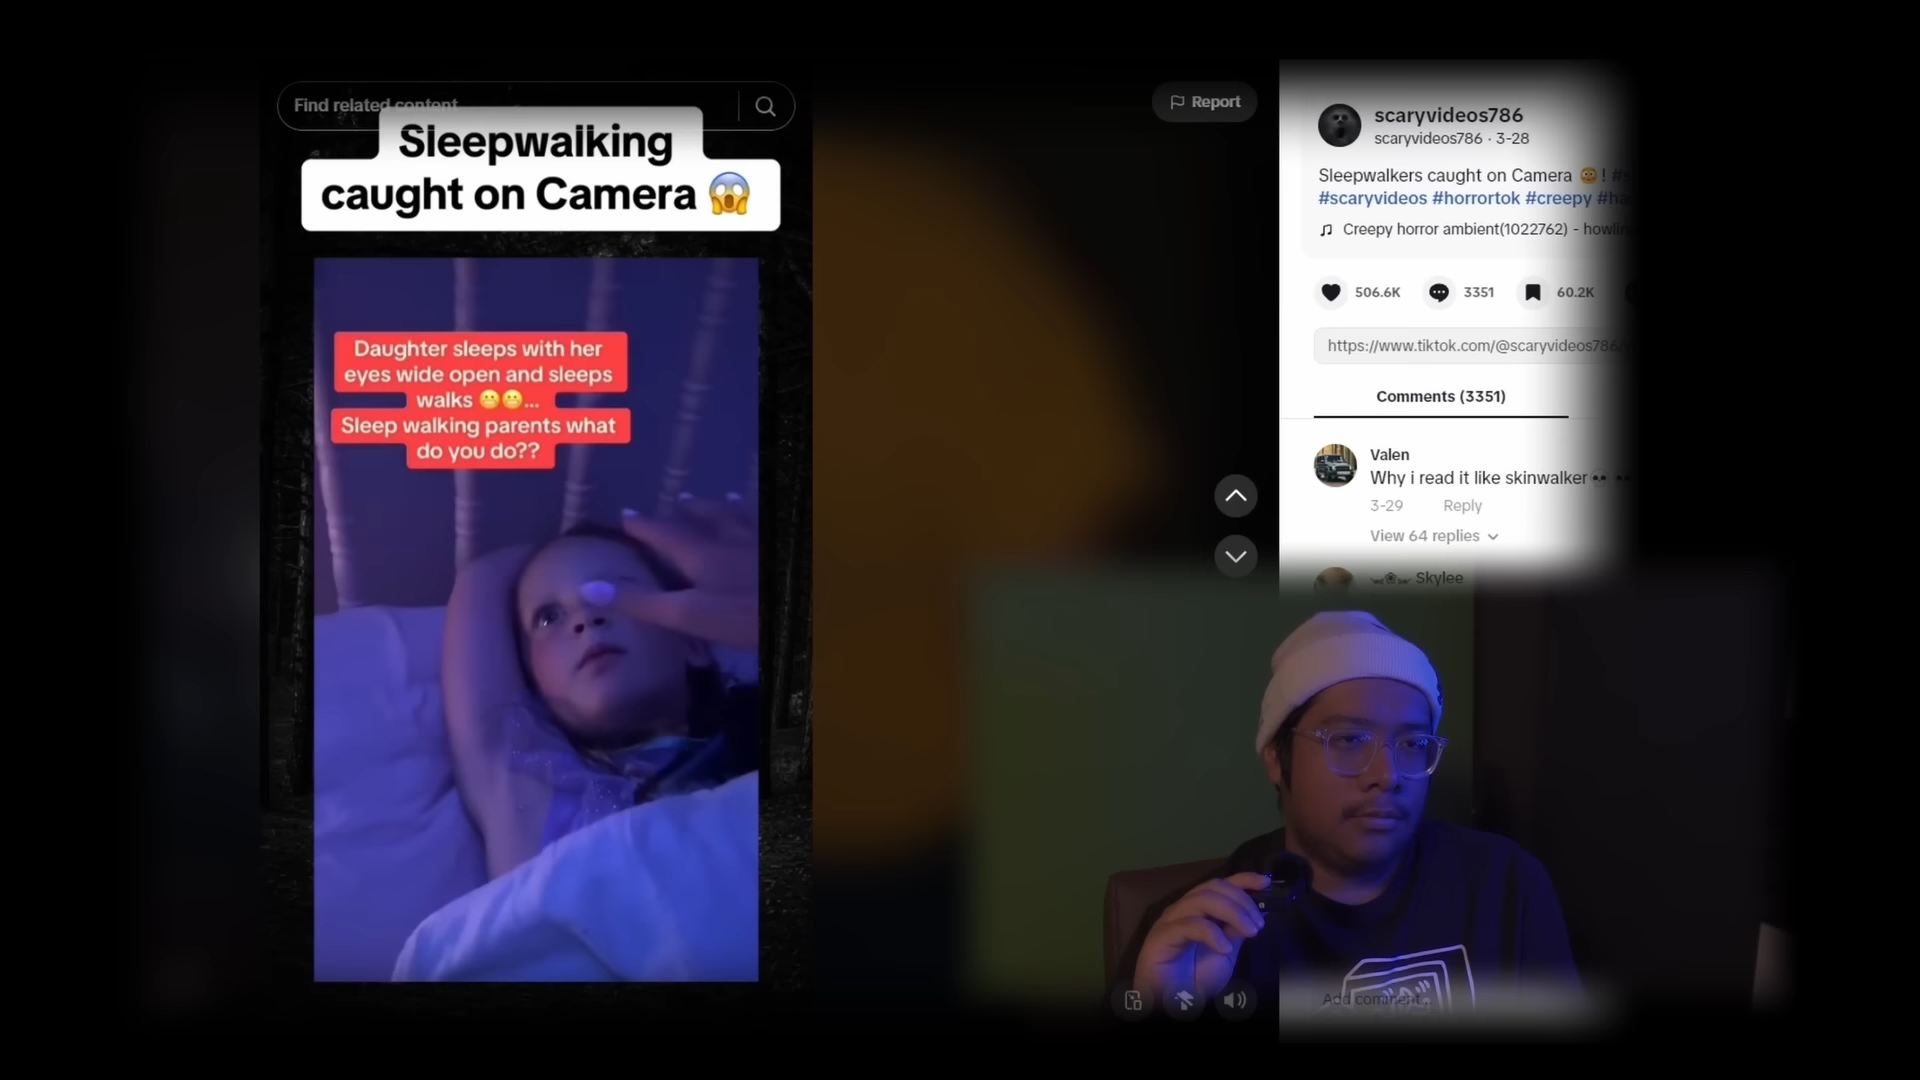 Find related content
Sleepwalking
caught on Camera 😱
Daughter sleeps with her
eyes wide open and sleeps
walks 😬😬...
Sleep walking parents what
do you do??
Report
scaryvideos786
scaryvideos786 · 3-28
Sleepwalkers caught on Camera 😳!
#scaryvideos #horrortok #creepy
Creepy horror ambient(1022762) -
506.6K
3351
60.2K
https://www.tiktok.com/@scaryvideos786/
Comments (3351)
Valen
Why i read it like skinwalker
3-29 Reply
View 64 replies
Skylee
Add comment...